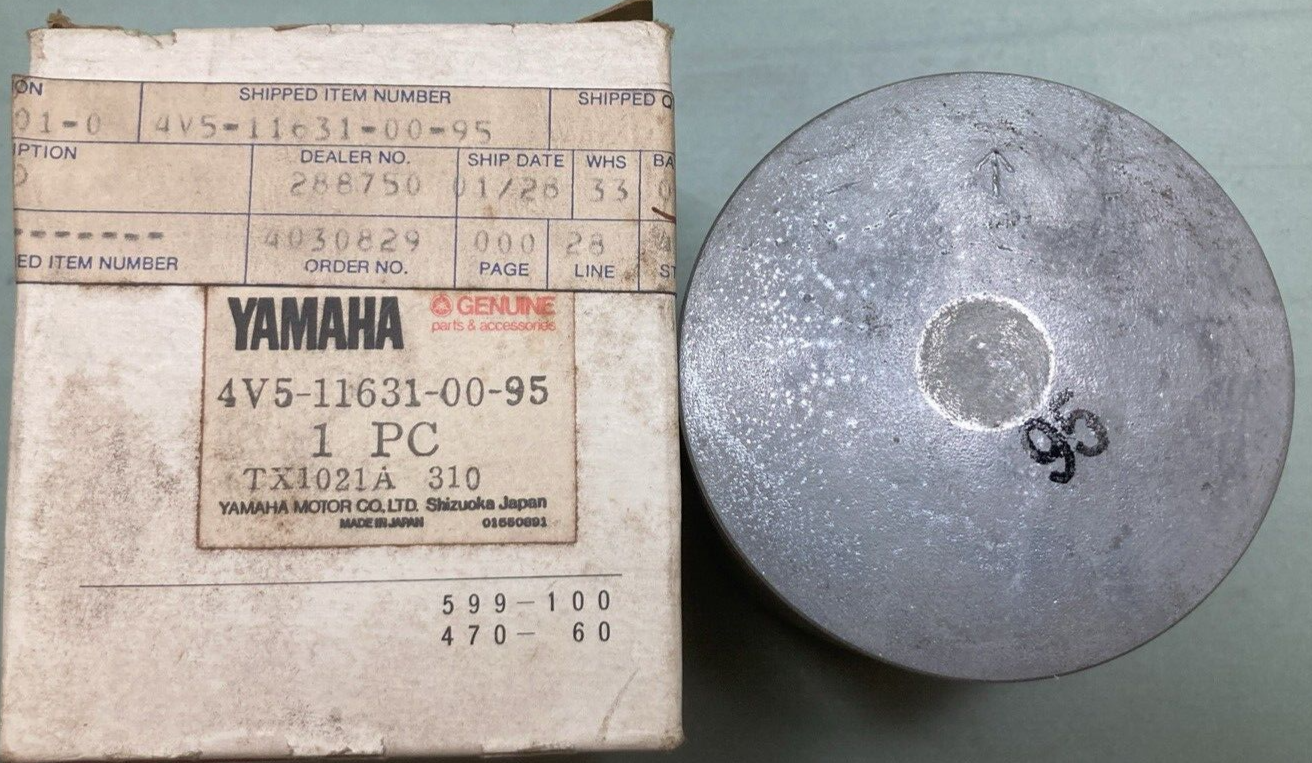 ON SHIPPED ITEM NUMBER SHIPPED Q
01-0 4V5-11631-00-95
IPTION DEALER NO. SHIP DATE WHS BA
288750 01/28 33
------- 4030829 000 28
ED ITEM NUMBER ORDER NO. PAGE LINE ST
YAMAHA GENUINE
parts & accessories
4V5-11631-00-95
1 PC
TX1021A 310
YAMAHA MOTOR CO., LTD. Shizuoka Japan
MADE IN JAPAN 01550891
599-100
470- 60
95